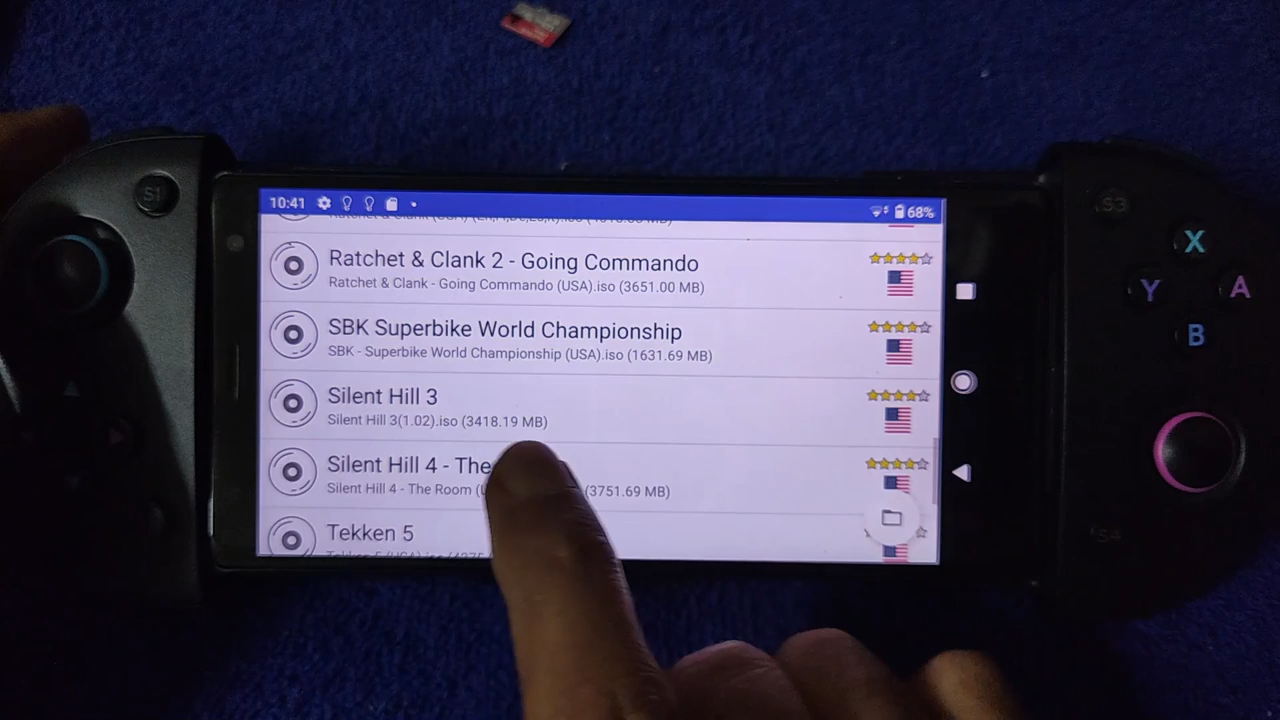 S1
10:41
68%
Ratchet & Clank 2 - Going Commando
Ratchet & Clank - Going Commando (USA).iso (3651.00 MB)
SBK Superbike World Championship
SBK - Superbike World Championship (USA).iso (1631.69 MB)
Silent Hill 3
Silent Hill 3(1.02).iso (3418.19 MB)
Silent Hill 4 - The
Silent Hill 4 - The Room (3751.69 MB)
Tekken 5
S3
X
Y
A
B
S4